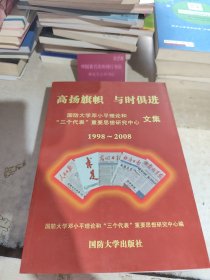 高扬旗帜 与时俱进
国防大学邓小平理论和
“三个代表”重要思想研究中心 文集
1998～2008
求是
国防大学邓小平理论和“三个代表”重要思想研究中心编
国防大学出版社